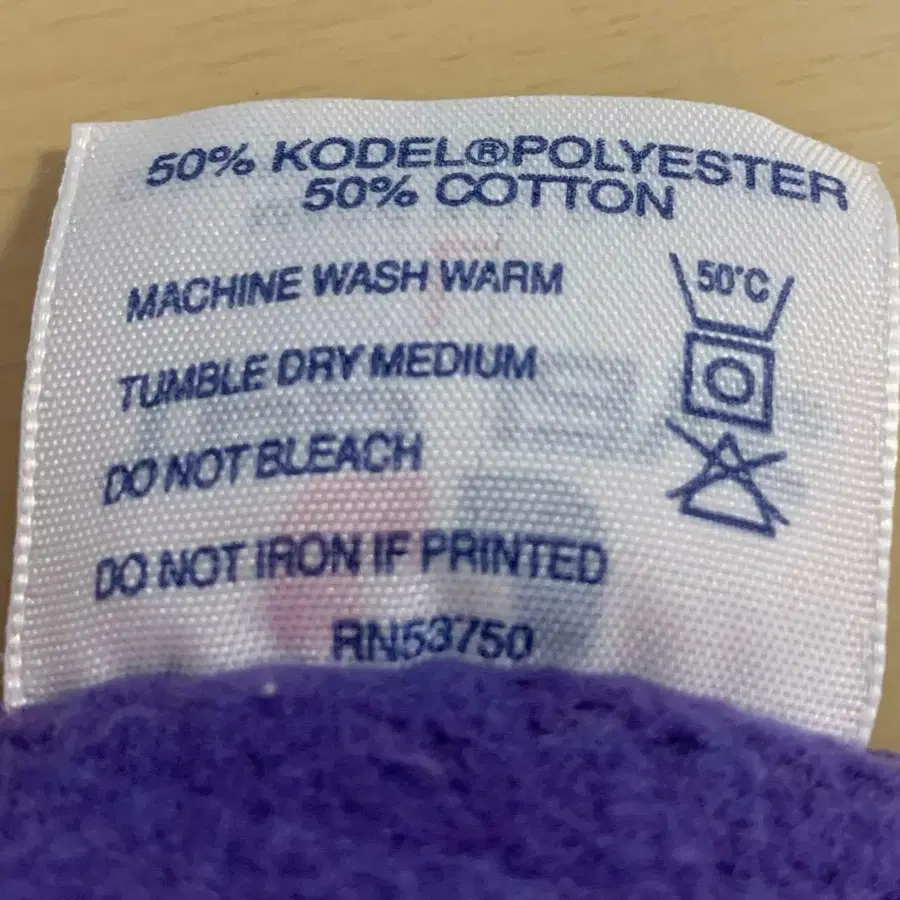 50% KODEL®POLYESTER
50% COTTON
MACHINE WASH WARM
50°C
TUMBLE DRY MEDIUM
DO NOT BLEACH
DO NOT IRON IF PRINTED
RN53750